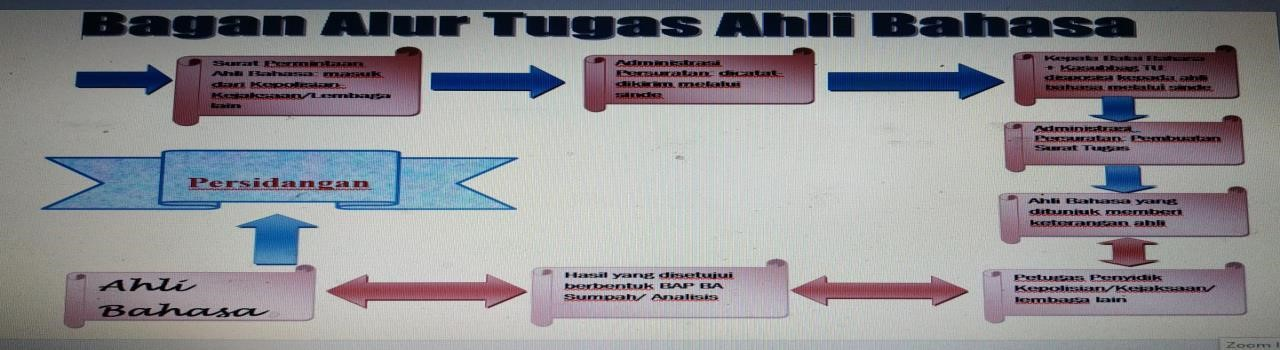 Bagan Alur Tugas Ahli Bahasa
Surat Permintaan
Ahli Bahasa: masuk
dari Kepolisian,
Kejaksaan/Lembaga
lain
Administrasi
Persuratan: dicatat-
dikirim melalui
sinde
Kepala Balai Bahasa
+ Kasubbag TU:
disposisi kepada ahli
bahasa melalui sinde
Administrasi
Persuratan: Pembuatan
Surat Tugas
Persidangan
Ahli Bahasa yang
ditunjuk memberi
keterangan ahli
Ahli
Bahasa
Hasil yang disetujui
berbentuk BAP BA
Sumpah/ Analisis
Petugas Penyidik
Kepolisian/Kejaksaan/
lembaga lain
Zoom